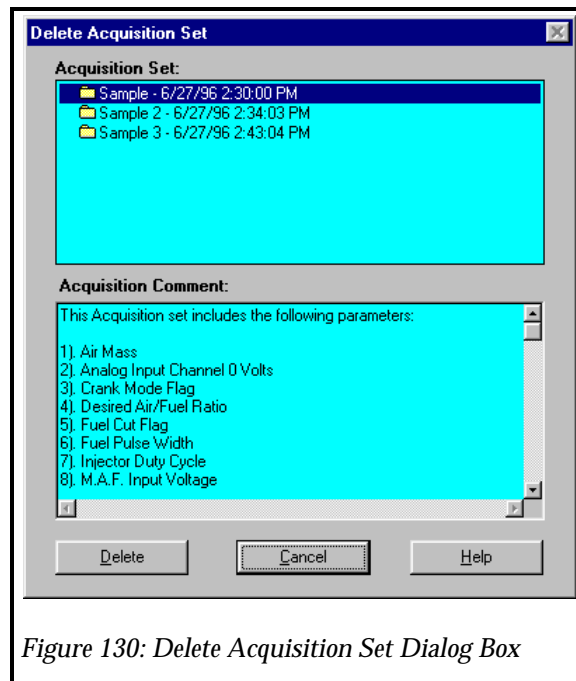 Delete Acquisition Set
Acquisition Set:
Sample - 6/27/96 2:30:00 PM
Sample 2 - 6/27/96 2:34:03 PM
Sample 3 - 6/27/96 2:43:04 PM
Acquisition Comment:
This Acquisition set includes the following parameters:
1). Air Mass
2). Analog Input Channel 0 Volts
3). Crank Mode Flag
4). Desired Air/Fuel Ratio
5). Fuel Cut Flag
6). Fuel Pulse Width
7). Injector Duty Cycle
8). M.A.F. Input Voltage
Delete Cancel Help
Figure 130: Delete Acquisition Set Dialog Box